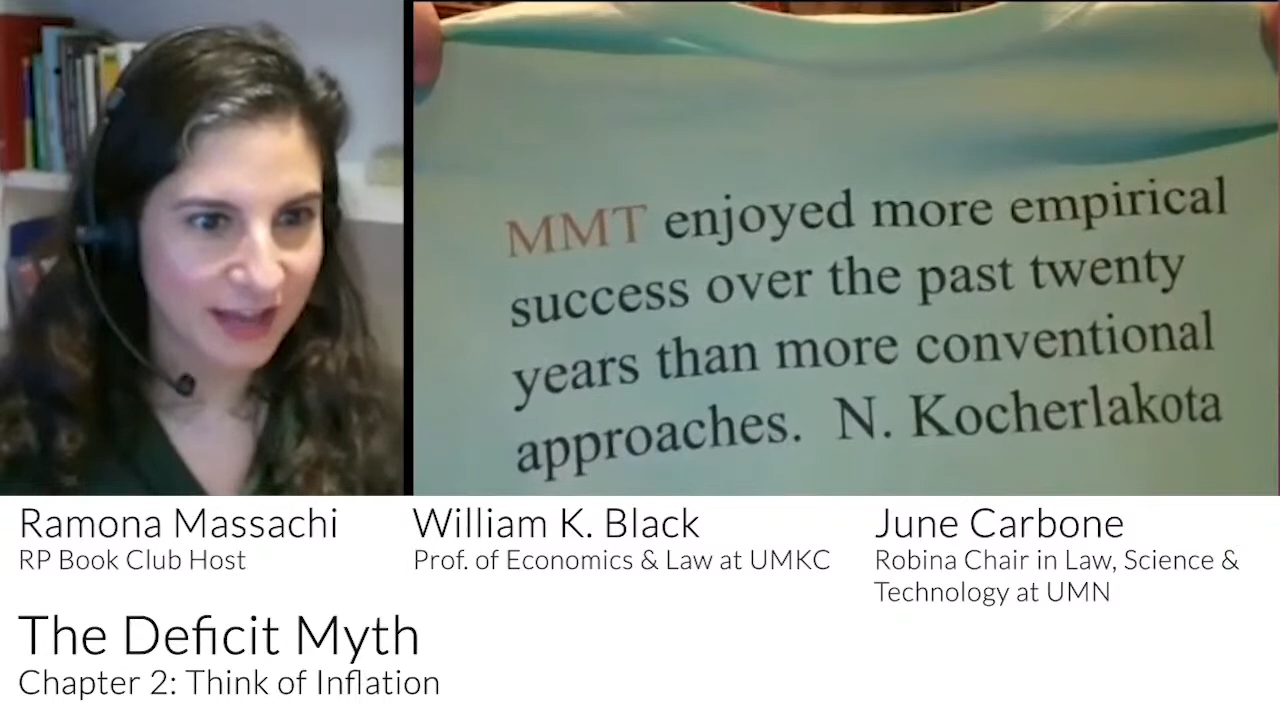 MMT enjoyed more empirical
success over the past twenty
years than more conventional
approaches. N. Kocherlakota
Ramona Massachi
RP Book Club Host
William K. Black
Prof. of Economics & Law at UMKC
June Carbone
Robina Chair in Law, Science &
Technology at UMN
The Deficit Myth
Chapter 2: Think of Inflation